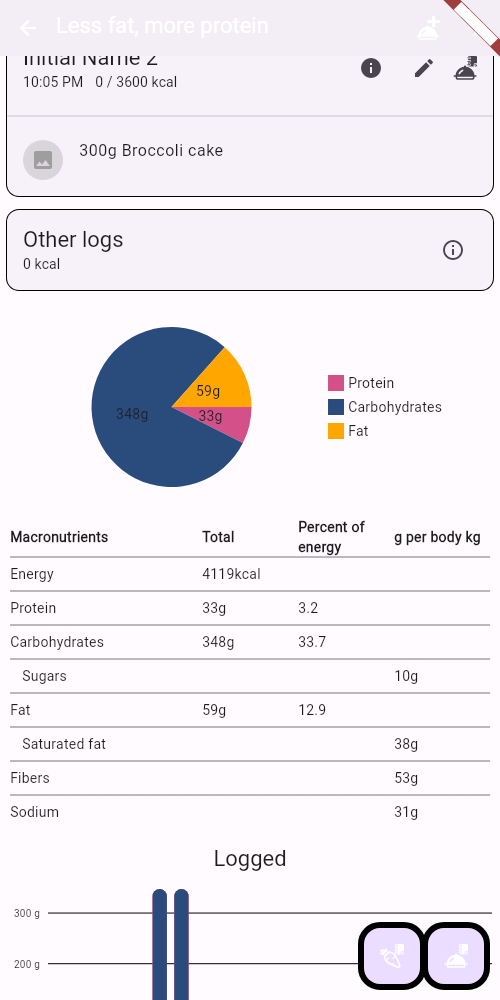 Less fat, more protein
Initial Name 2
10:05 PM 0 / 3600 kcal
300g Broccoli cake
Other logs
0 kcal
59g
348g
33g
Protein
Carbohydrates
Fat
Macronutrients Total Percent of energy g per body kg
Energy 4119kcal
Protein 33g 3.2
Carbohydrates 348g 33.7
Sugars 10g
Fat 59g 12.9
Saturated fat 38g
Fibers 53g
Sodium 31g
Logged
300 g
200 g